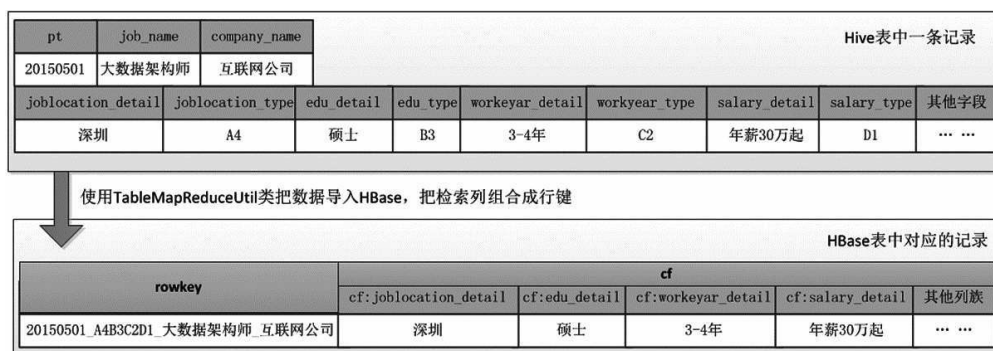 Hive表中一条记录
pt job_name company_name
20150501 大数据架构师 互联网公司
joblocation_detail joblocation_type edu_detail edu_type workeyar_detail workyear_type salary_detail salary_type 其他字段
深圳 A4 硕士 B3 3-4年 C2 年薪30万起 D1 … …
使用TableMapReduceUtil类把数据导入HBase，把检索列组合成行键
HBase表中对应的记录
rowkey cf
cf:joblocation_detail cf:edu_detail cf:workeyar_detail cf:salary_detail 其他列族
20150501_A4B3C2D1_大数据架构师_互联网公司 深圳 硕士 3-4年 年薪30万起 … …